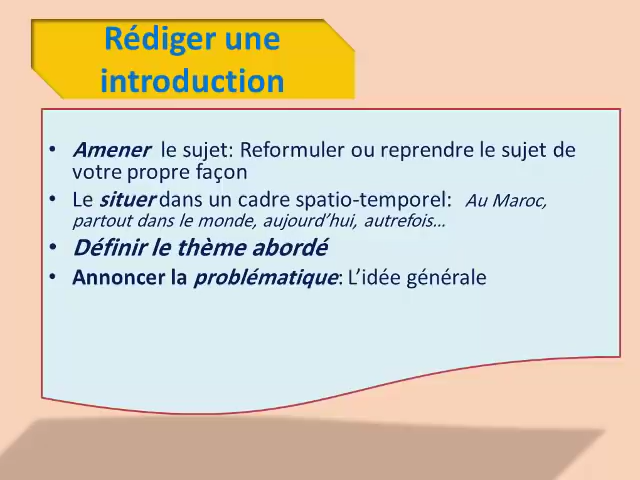 Rédiger une
introduction
• Amener le sujet: Reformuler ou reprendre le sujet de
votre propre façon
• Le situer dans un cadre spatio-temporel: Au Maroc,
partout dans le monde, aujourd’hui, autrefois…
• Définir le thème abordé
• Annoncer la problématique: L’idée générale